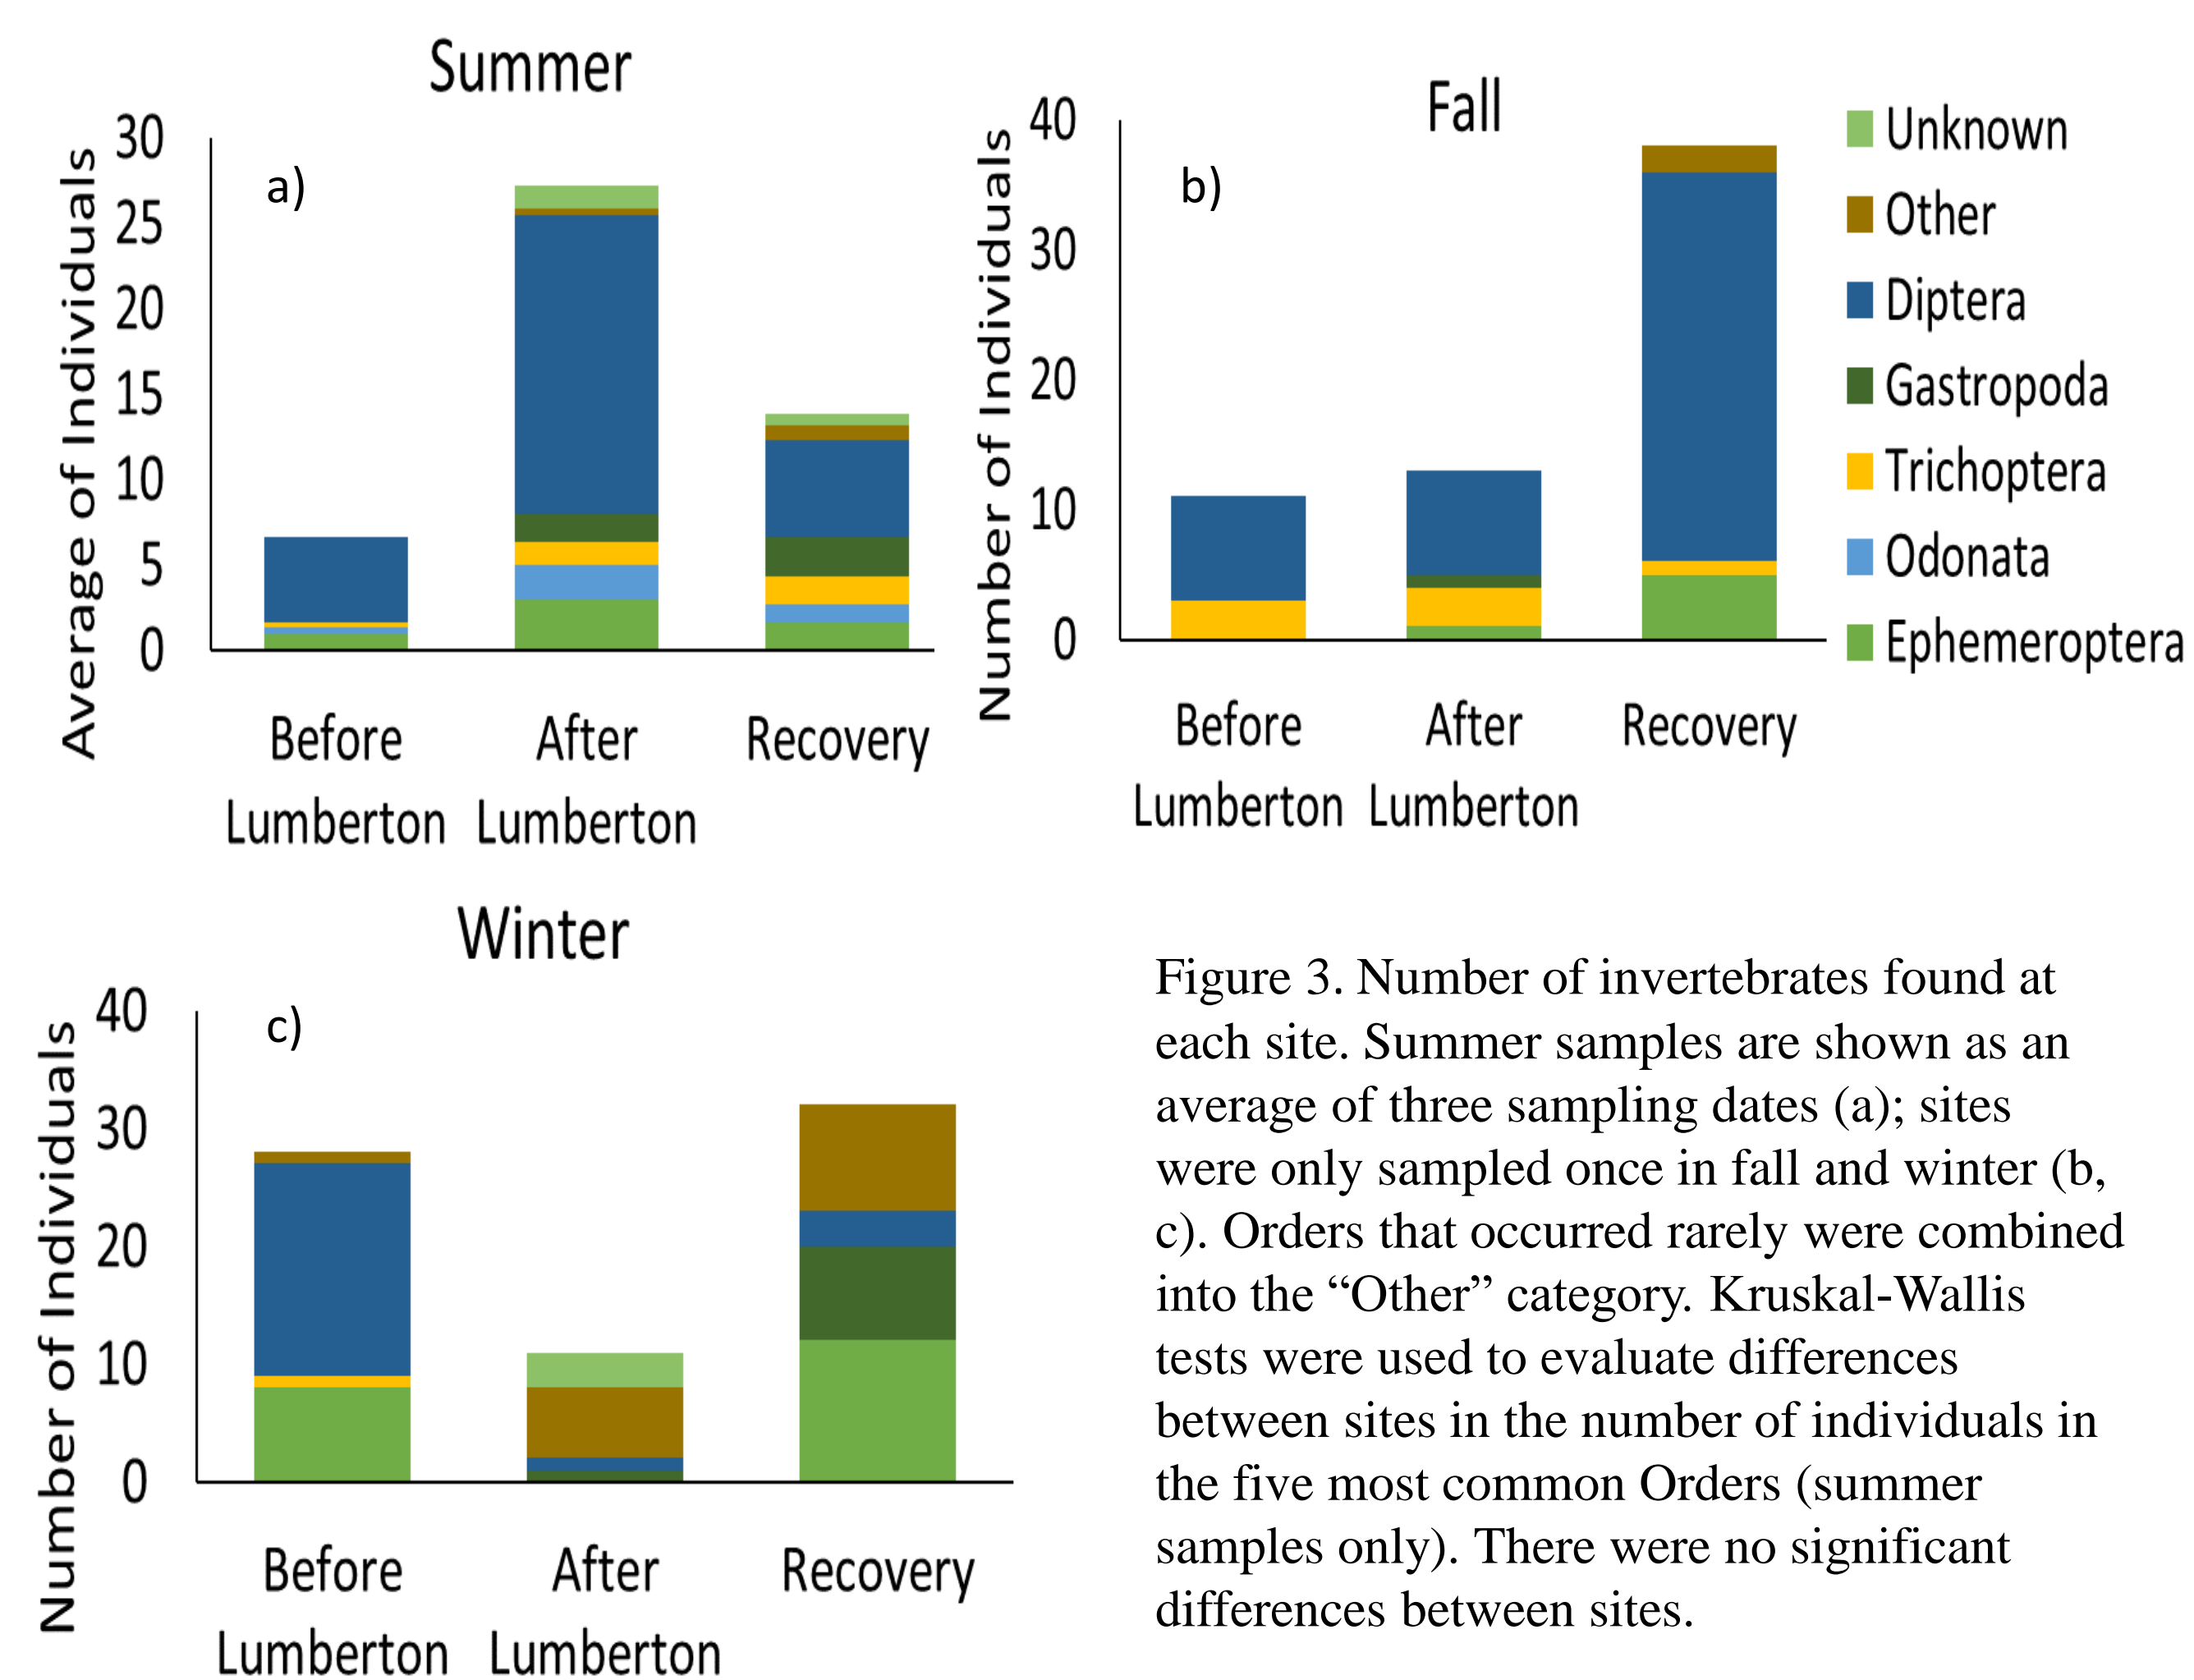 Summer
Average of Individuals
30
25
20
15
10
5
0
a)
Before
Lumberton
After
Lumberton
Recovery
Fall
Number of Individuals
40
30
20
10
0
b)
Before
Lumberton
After
Lumberton
Recovery
Unknown
Other
Diptera
Gastropoda
Trichoptera
Odonata
Ephemeroptera
Winter
Number of Individuals
40
30
20
10
0
c)
Before
Lumberton
After
Lumberton
Recovery
Figure 3. Number of invertebrates found at
each site. Summer samples are shown as an
average of three sampling dates (a); sites
were only sampled once in fall and winter (b,
c). Orders that occurred rarely were combined
into the “Other” category. Kruskal-Wallis
tests were used to evaluate differences
between sites in the number of individuals in
the five most common Orders (summer
samples only). There were no significant
differences between sites.